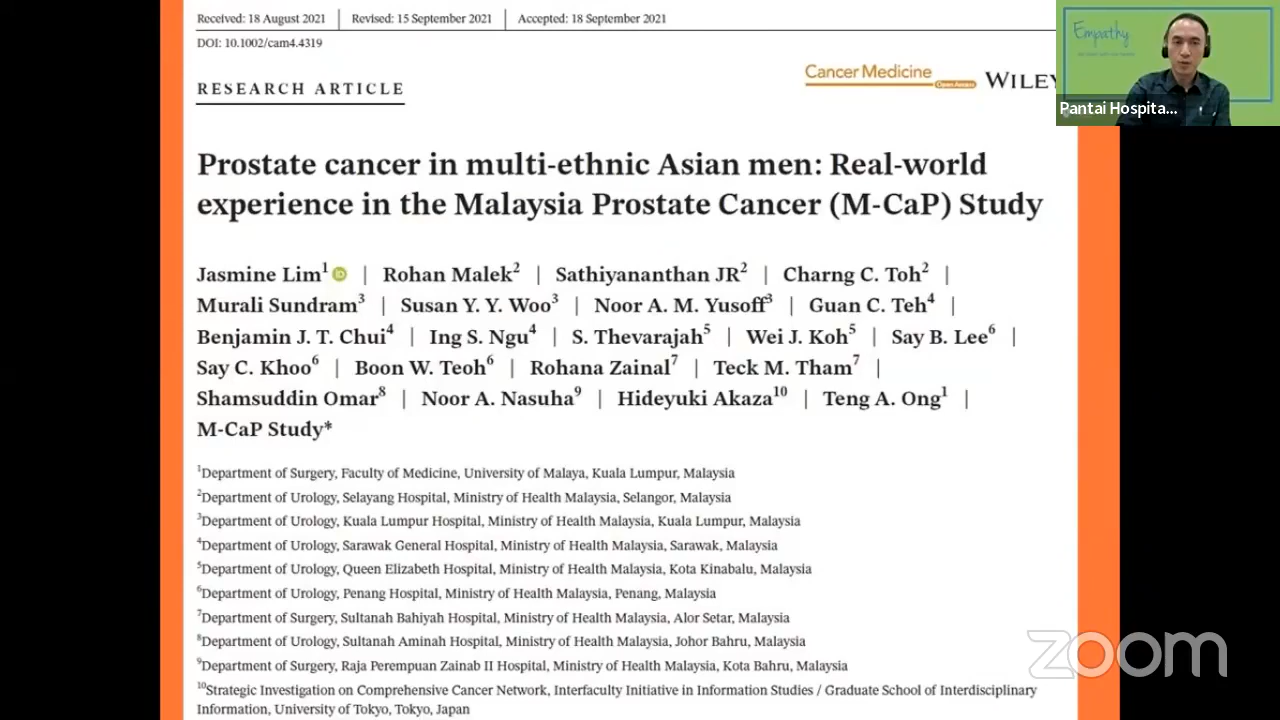 Received: 18 August 2021 | Revised: 15 September 2021 | Accepted: 18 September 2021
DOI: 10.1002/cam4.4319
RESEARCH ARTICLE
Cancer Medicine Open Access WILEY
Empathy
Pantai Hospita...
Prostate cancer in multi-ethnic Asian men: Real-world
experience in the Malaysia Prostate Cancer (M-CaP) Study
Jasmine Lim1 iD | Rohan Malek2 | Sathiyananthan JR2 | Charng C. Toh2 |
Murali Sundram3 | Susan Y. Y. Woo3 | Noor A. M. Yusoff3 | Guan C. Teh4 |
Benjamin J. T. Chui4 | Ing S. Ngu4 | S. Thevarajah5 | Wei J. Koh5 | Say B. Lee6 |
Say C. Khoo6 | Boon W. Teoh6 | Rohana Zainal7 | Teck M. Tham7 |
Shamsuddin Omar8 | Noor A. Nasuha9 | Hideyuki Akaza10 | Teng A. Ong1 |
M-CaP Study*
1Department of Surgery, Faculty of Medicine, University of Malaya, Kuala Lumpur, Malaysia
2Department of Urology, Selayang Hospital, Ministry of Health Malaysia, Selangor, Malaysia
3Department of Urology, Kuala Lumpur Hospital, Ministry of Health Malaysia, Kuala Lumpur, Malaysia
4Department of Urology, Sarawak General Hospital, Ministry of Health Malaysia, Sarawak, Malaysia
5Department of Urology, Queen Elizabeth Hospital, Ministry of Health Malaysia, Kota Kinabalu, Malaysia
6Department of Urology, Penang Hospital, Ministry of Health Malaysia, Penang, Malaysia
7Department of Surgery, Sultanah Bahiyah Hospital, Ministry of Health Malaysia, Alor Setar, Malaysia
8Department of Urology, Sultanah Aminah Hospital, Ministry of Health Malaysia, Johor Bahru, Malaysia
9Department of Surgery, Raja Perempuan Zainab II Hospital, Ministry of Health Malaysia, Kota Bahru, Malaysia
10Strategic Investigation on Comprehensive Cancer Network, Interfaculty Initiative in Information Studies / Graduate School of Interdisciplinary
Information, University of Tokyo, Tokyo, Japan
zoom